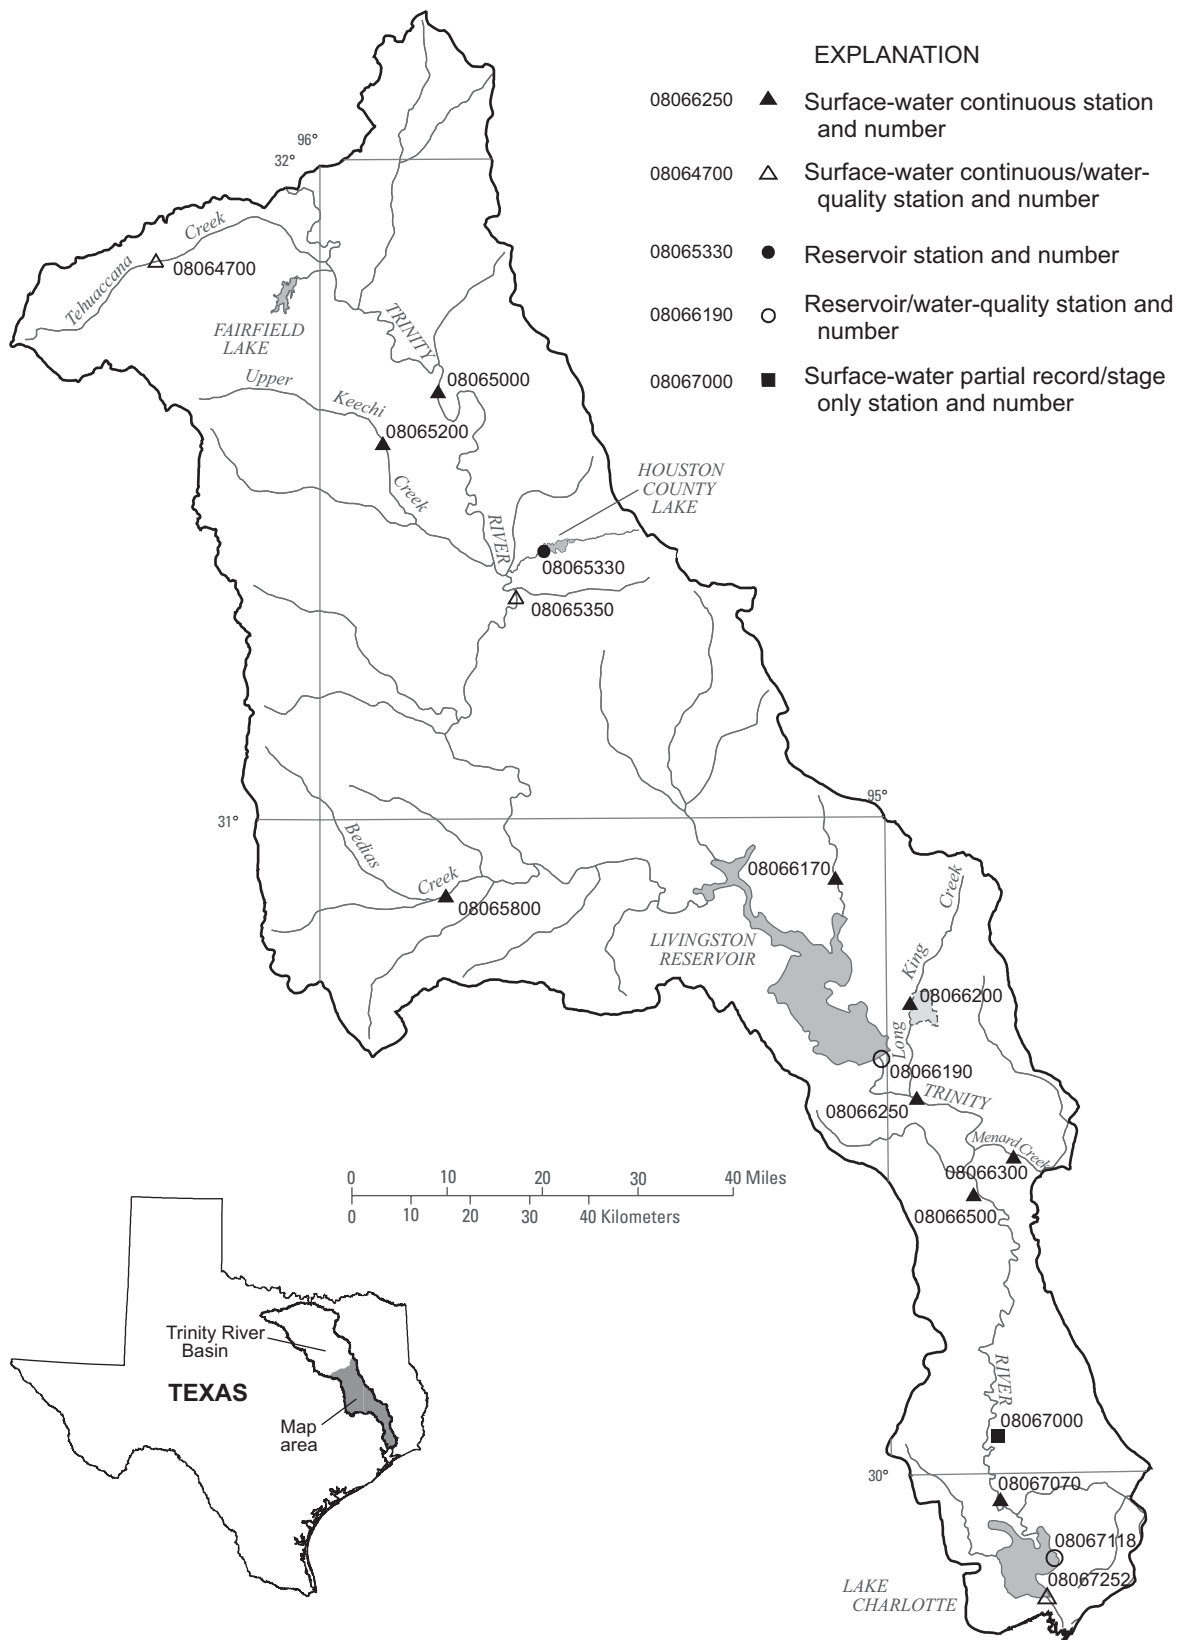 EXPLANATION
08066250 Surface-water continuous station
and number
08064700 Surface-water continuous/water-
quality station and number
08065330 Reservoir station and number
08066190 Reservoir/water-quality station and
number
08067000 Surface-water partial record/stage
only station and number
96°
32°
Tehuaccana Creek
08064700
FAIRFIELD
LAKE
TRINITY
08065000
Upper Keechi
08065200
Creek
HOUSTON
COUNTY
LAKE
RIVER
08065330
08065350
95°
31°
Bedias
Creek
08065800
08066170
Creek
LIVINGSTON
RESERVOIR
King
08066200
Long
08066190
TRINITY
08066250
Menard Creek
08066300
08066500
0 10 20 30 40 Miles
0 10 20 30 40 Kilometers
Trinity River
Basin
TEXAS
Map
area
RIVER
08067000
30°
08067070
08067118
08067252
LAKE
CHARLOTTE